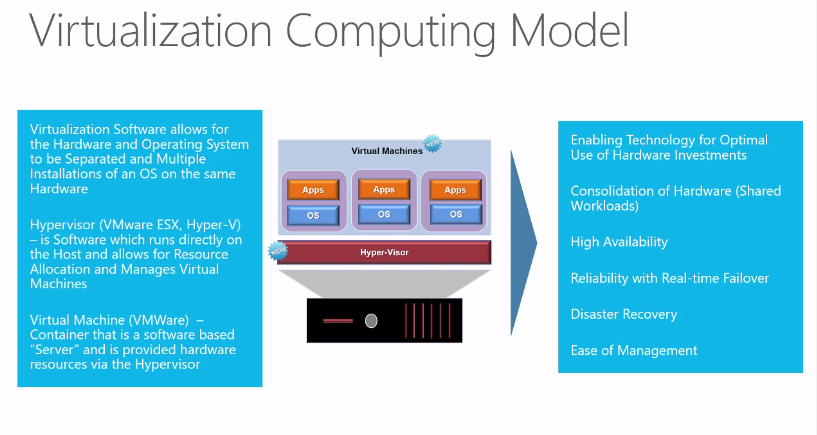 Virtualization Computing Model
Virtualization Software allows for
the Hardware and Operating System
to be Separated and Multiple
Installations of an OS on the same
Hardware
Hypervisor (VMware ESX, Hyper-V)
– is Software which runs directly on
the Host and allows for Resource
Allocation and Manages Virtual
Machines
Virtual Machine (VMWare) –
Container that is a software based
“Server” and is provided hardware
resources via the Hypervisor
Virtual Machines
NEW
Apps
Apps
Apps
OS
OS
OS
NEW
Hyper-Visor
Enabling Technology for Optimal
Use of Hardware Investments
Consolidation of Hardware (Shared
Workloads)
High Availability
Reliability with Real-time Failover
Disaster Recovery
Ease of Management